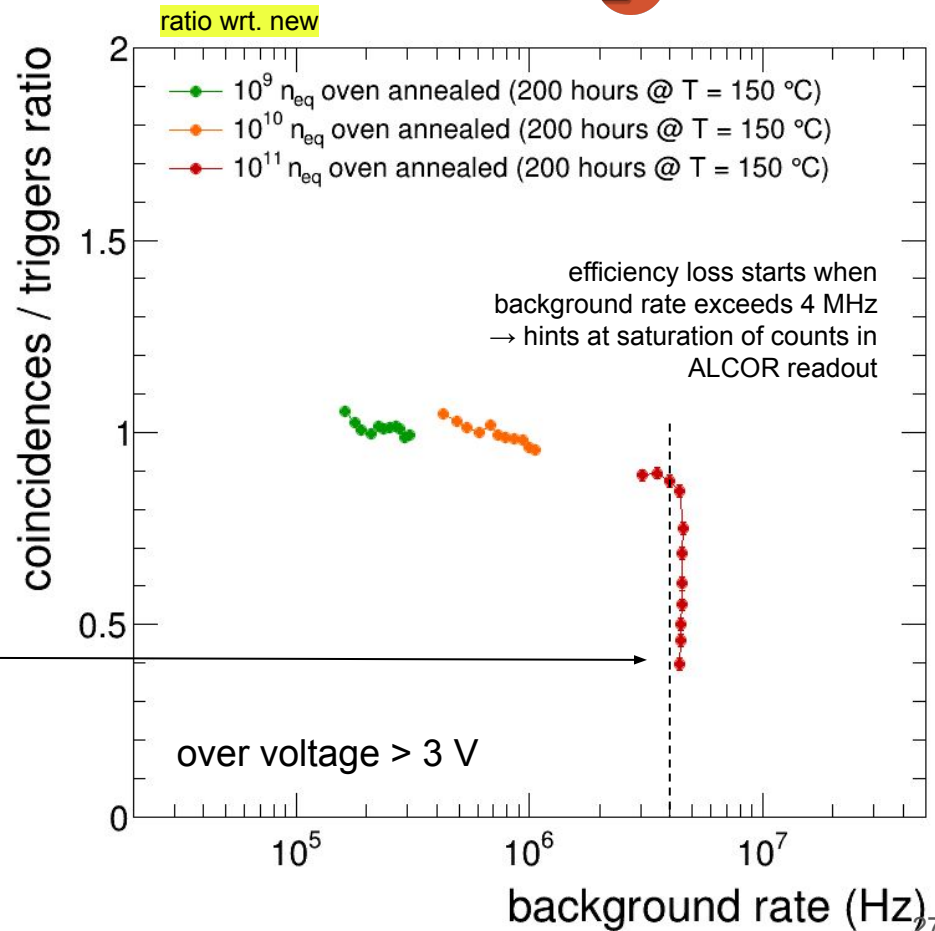 ratio wrt. new
coincidences / triggers ratio
2
1.5
1
0.5
0
10⁹ n_eq oven annealed (200 hours @ T = 150 °C)
10¹⁰ n_eq oven annealed (200 hours @ T = 150 °C)
10¹¹ n_eq oven annealed (200 hours @ T = 150 °C)
efficiency loss starts when
background rate exceeds 4 MHz
→ hints at saturation of counts in
ALCOR readout
over voltage > 3 V
10⁵
10⁶
10⁷
background rate (Hz)
27